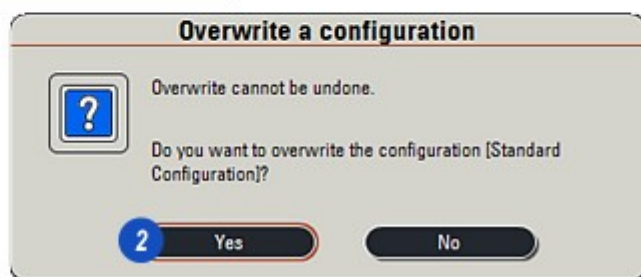 Overwrite a configuration
?
Overwrite cannot be undone.
Do you want to overwrite the configuration [Standard
Configuration]?
2 Yes No